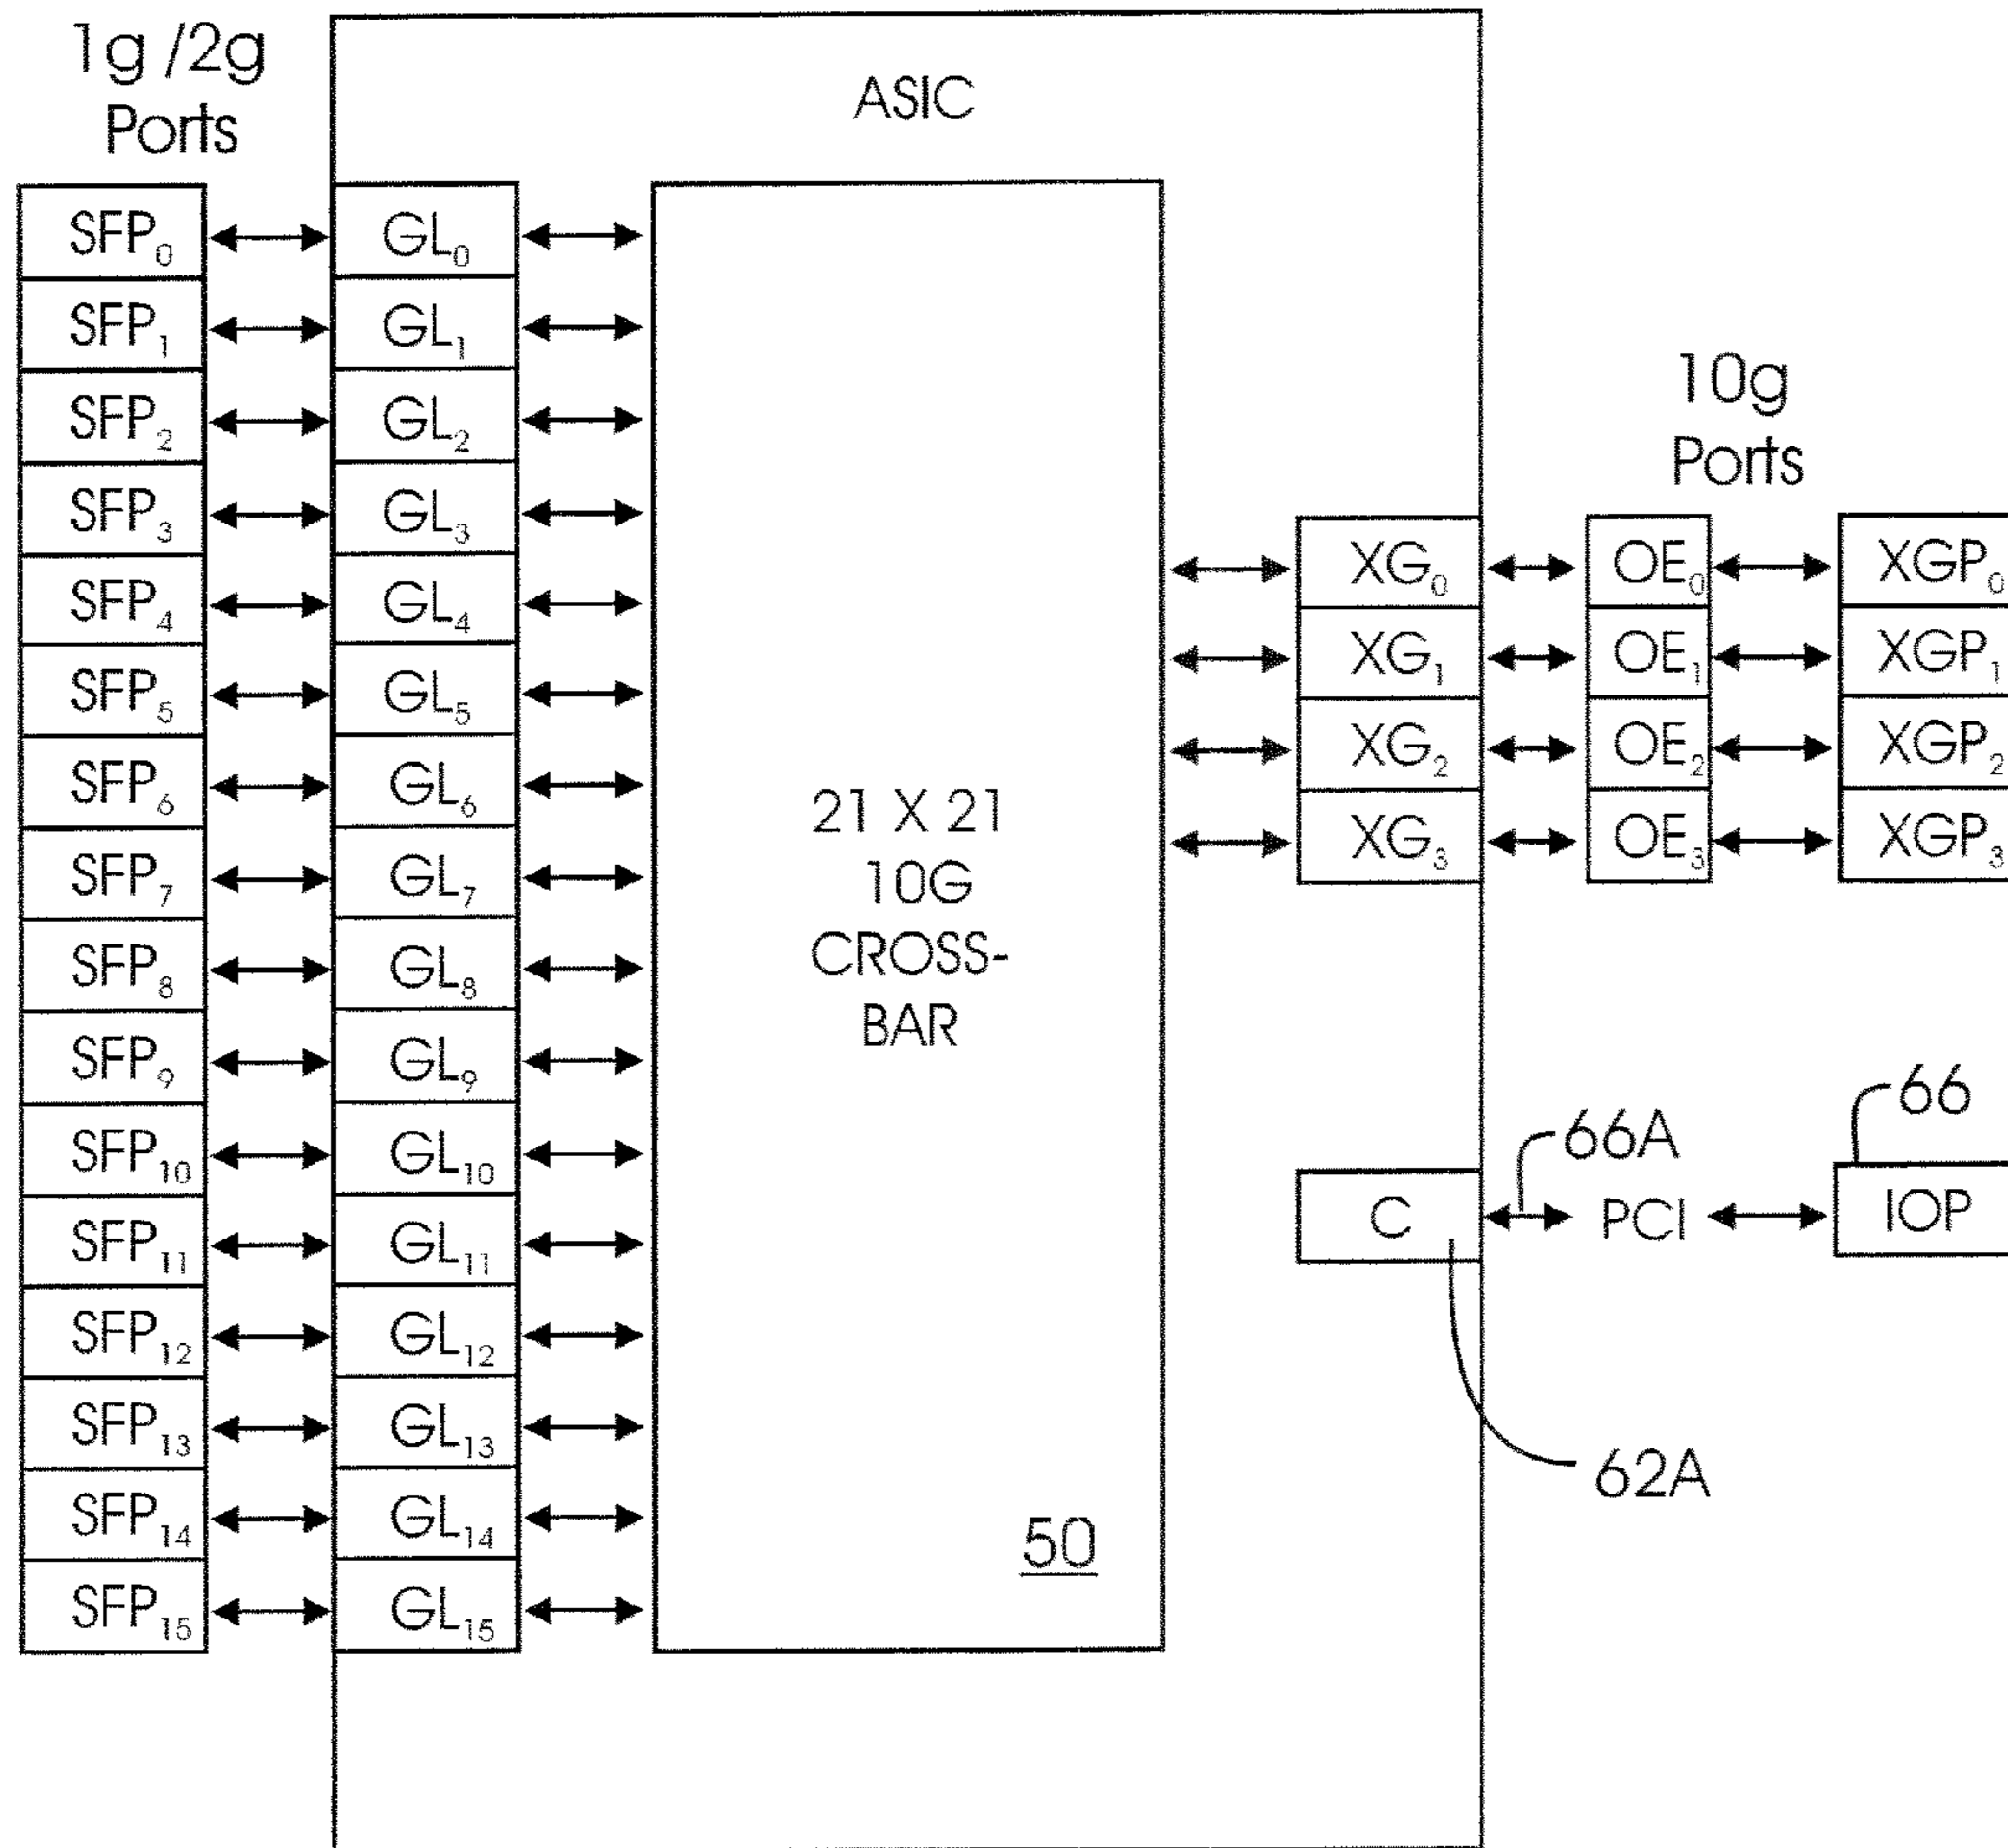 1g /2g
Ports
ASIC
SFP₀ GL₀
SFP₁ GL₁
SFP₂ GL₂
SFP₃ GL₃
SFP₄ GL₄
SFP₅ GL₅
SFP₆ GL₆
SFP₇ GL₇
SFP₈ GL₈
SFP₉ GL₉
SFP₁₀ GL₁₀
SFP₁₁ GL₁₁
SFP₁₂ GL₁₂
SFP₁₃ GL₁₃
SFP₁₄ GL₁₄
SFP₁₅ GL₁₅
21 X 21
10G
CROSS-
BAR
50
10g
Ports
XG₀ OE₀ XGP₀
XG₁ OE₁ XGP₁
XG₂ OE₂ XGP₂
XG₃ OE₃ XGP₃
66
66A
C PCI IOP
62A